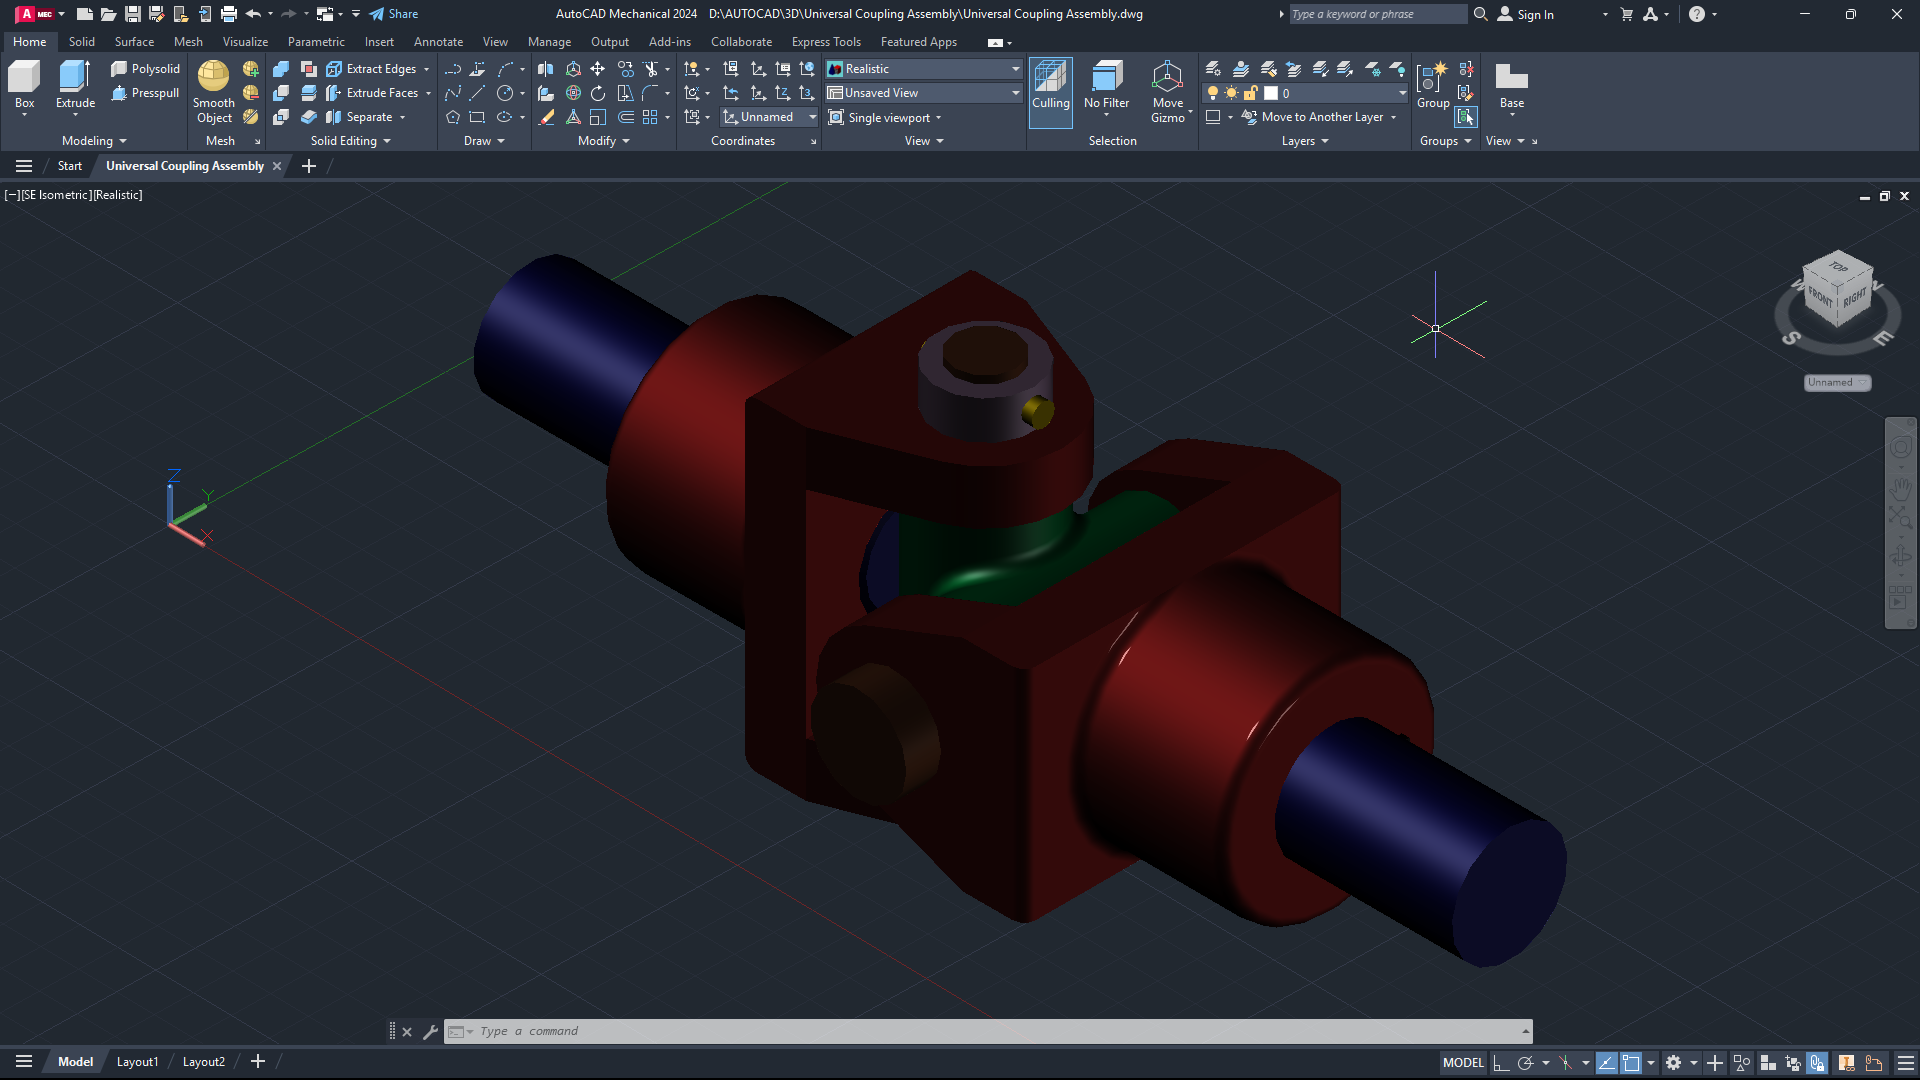 A MEC Share AutoCAD Mechanical 2024 D:\AUTOCAD\3D\Universal Coupling Assembly\Universal Coupling Assembly.dwg Type a keyword or phrase Sign In
Home Solid Surface Mesh Visualize Parametric Insert Annotate View Manage Output Add-ins Collaborate Express Tools Featured Apps
Polysolid Extract Edges Realistic
Presspull Extrude Faces Unsaved View 0
Box Extrude Smooth Object Separate Unnamed Single viewport Culling No Filter Move Gizmo Move to Another Layer Group Base
Modeling Mesh Solid Editing Draw Modify Coordinates View Selection Layers Groups View
Start Universal Coupling Assembly
[−][SE Isometric][Realistic]
TOP
W N
FRONT RIGHT
S E
Unnamed
Z
Y
X
Type a command
Model Layout1 Layout2 MODEL